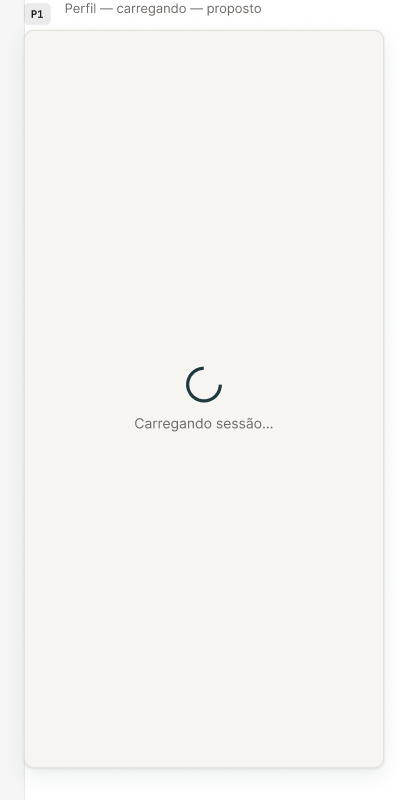 P1 Perfil — carregando — proposto
Carregando sessão...